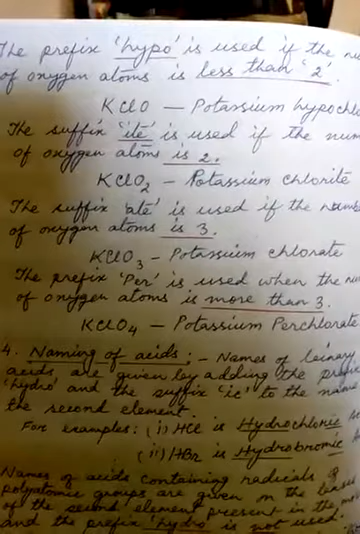 The prefix 'hypo' is used if the nu
of oxygen atoms is less than '2'.
KClO — Potassium hypochl
The suffix 'ite' is used if the num
of oxygen atoms is 2.
KClO2 — Potassium chlorite
The suffix 'ate' is used if the numb
of oxygen atoms is 3.
KClO3 - Potassium chlorate
The prefix 'Per' is used when the nu
of oxygen atoms is more than 3.
KClO4 - Potassium Perchlorate
4. Naming of acids : - Names of binary
acids are given by adding the prefi
'hydro' and the suffix 'ic' to the name
the second element.
For examples : (i) HCl is Hydrochloric
(ii) HBr is Hydrobromic
Names of acids containing radicals
polyatomic groups are given on the
of the second element present in the mo
and the prefix 'hydro' is not used.